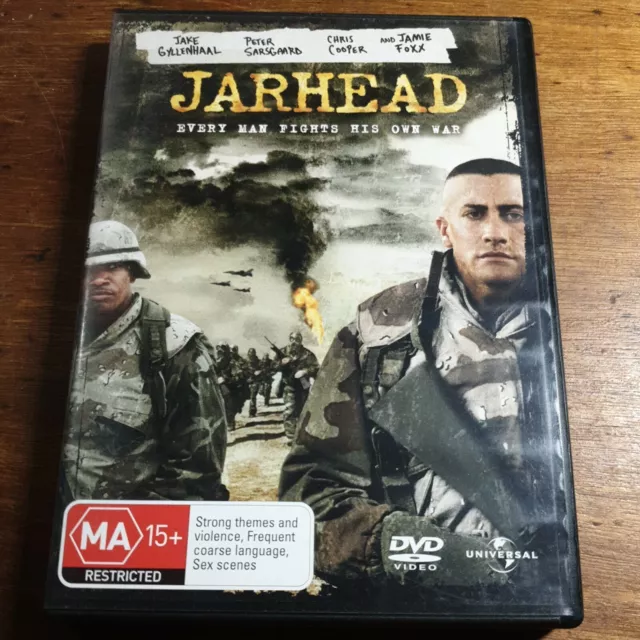 JAKE GYLLENHAAL PETER SARSGAARD CHRIS COOPER AND JAMIE FOXX
JARHEAD
EVERY MAN FIGHTS HIS OWN WAR
MA 15+
RESTRICTED
Strong themes and
violence, Frequent
coarse language,
Sex scenes
DVD
VIDEO
UNIVERSAL